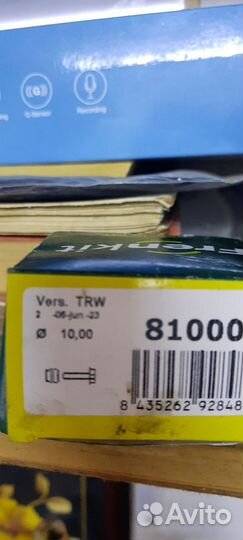 G-Sensor
Recording
Frenkit
Vers. TRW
2 -06-jun -23
Ø 10,00
81000
8 435262 92848
Avito